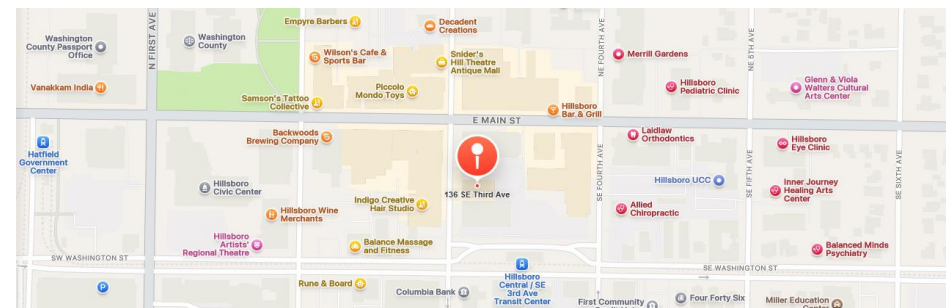 Empyre Barbers
Decadent
Creations
Washington
County Passport
Office
N FIRST AVE
Washington
County
Wilson's Cafe &
Sports Bar
Snider's
Hill Theatre
Antique Mall
NE FOURTH AVE
Merrill Gardens
NE 5TH AVE
Vanakkam India
Piccolo
Mondo Toys
Samson's Tattoo
Collective
Hillsboro
Pediatric Clinic
Glenn & Viola
Walters Cultural
Arts Center
Hillsboro
Bar & Grill
E MAIN ST
Backwoods
Brewing Company
Laidlaw
Orthodontics
Hillsboro
Eye Clinic
Hatfield
Government
Center
Hillsboro
Civic Center
136 SE Third Ave
SE FOURTH AVE
Hillsboro UCC
SE FIFTH AVE
Inner Journey
Healing Arts
Center
SE SIXTH AVE
Indigo Creative
Hair Studio
Hillsboro Wine
Merchants
Allied
Chiropractic
Hillsboro
Artists'
Regional Theatre
Balance Massage
and Fitness
Balanced Minds
Psychiatry
SW WASHINGTON ST
SE WASHINGTON ST
P
Rune & Board
Columbia Bank
Hillsboro
Central / SE
3rd Ave
Transit Center
First Community
Four Forty Six
Miller Education